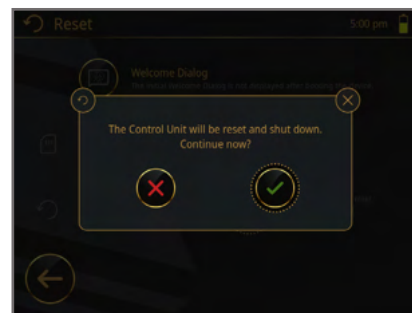 Reset
5:00 pm
Welcome Dialog
The Control Unit will be reset and shut down.
Continue now?